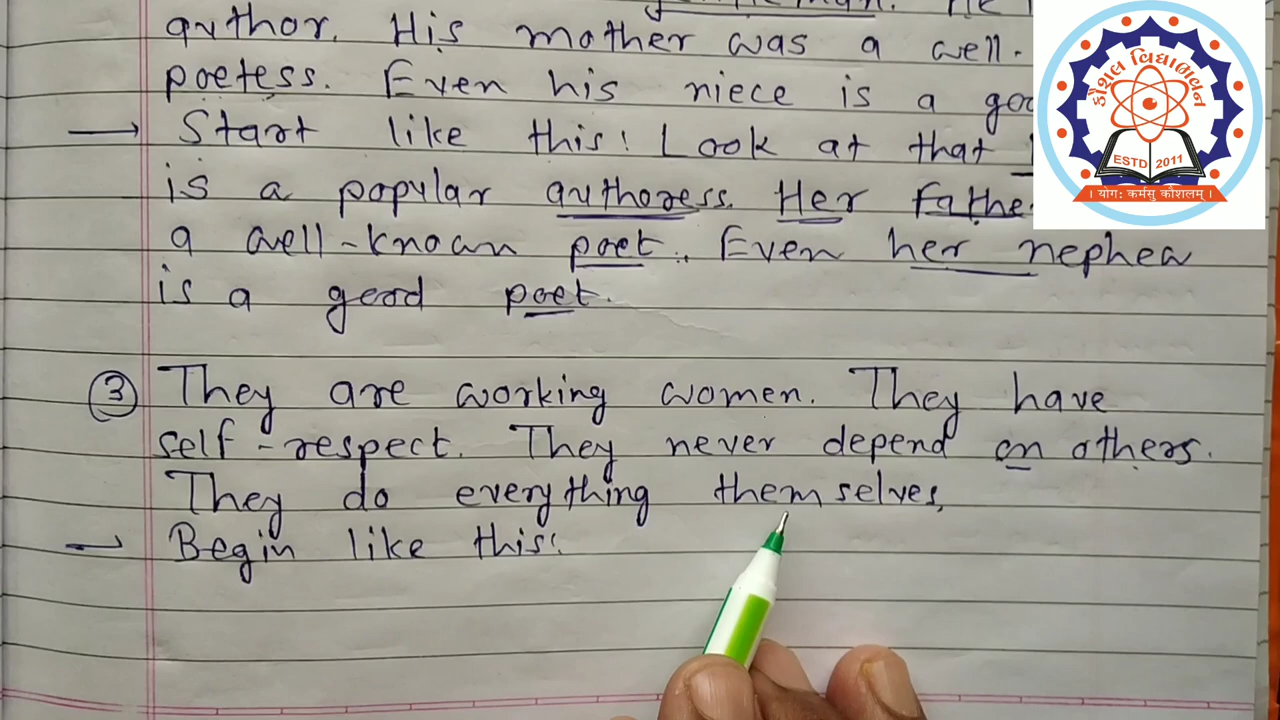 author. His mother was a well-
poetess. Even his niece is a
→ Start like this: Look at that
is a popular authoress. Her
a well-known poet. Even her nephew
is a good poet.
3 They are working women. They have
self-respect. They never depend on others.
They do everything themselves.
Begin like this:
કૌશલ વિદ્યાભવન
ESTD 2011
। योगः कर्मसु कौशलम् ।